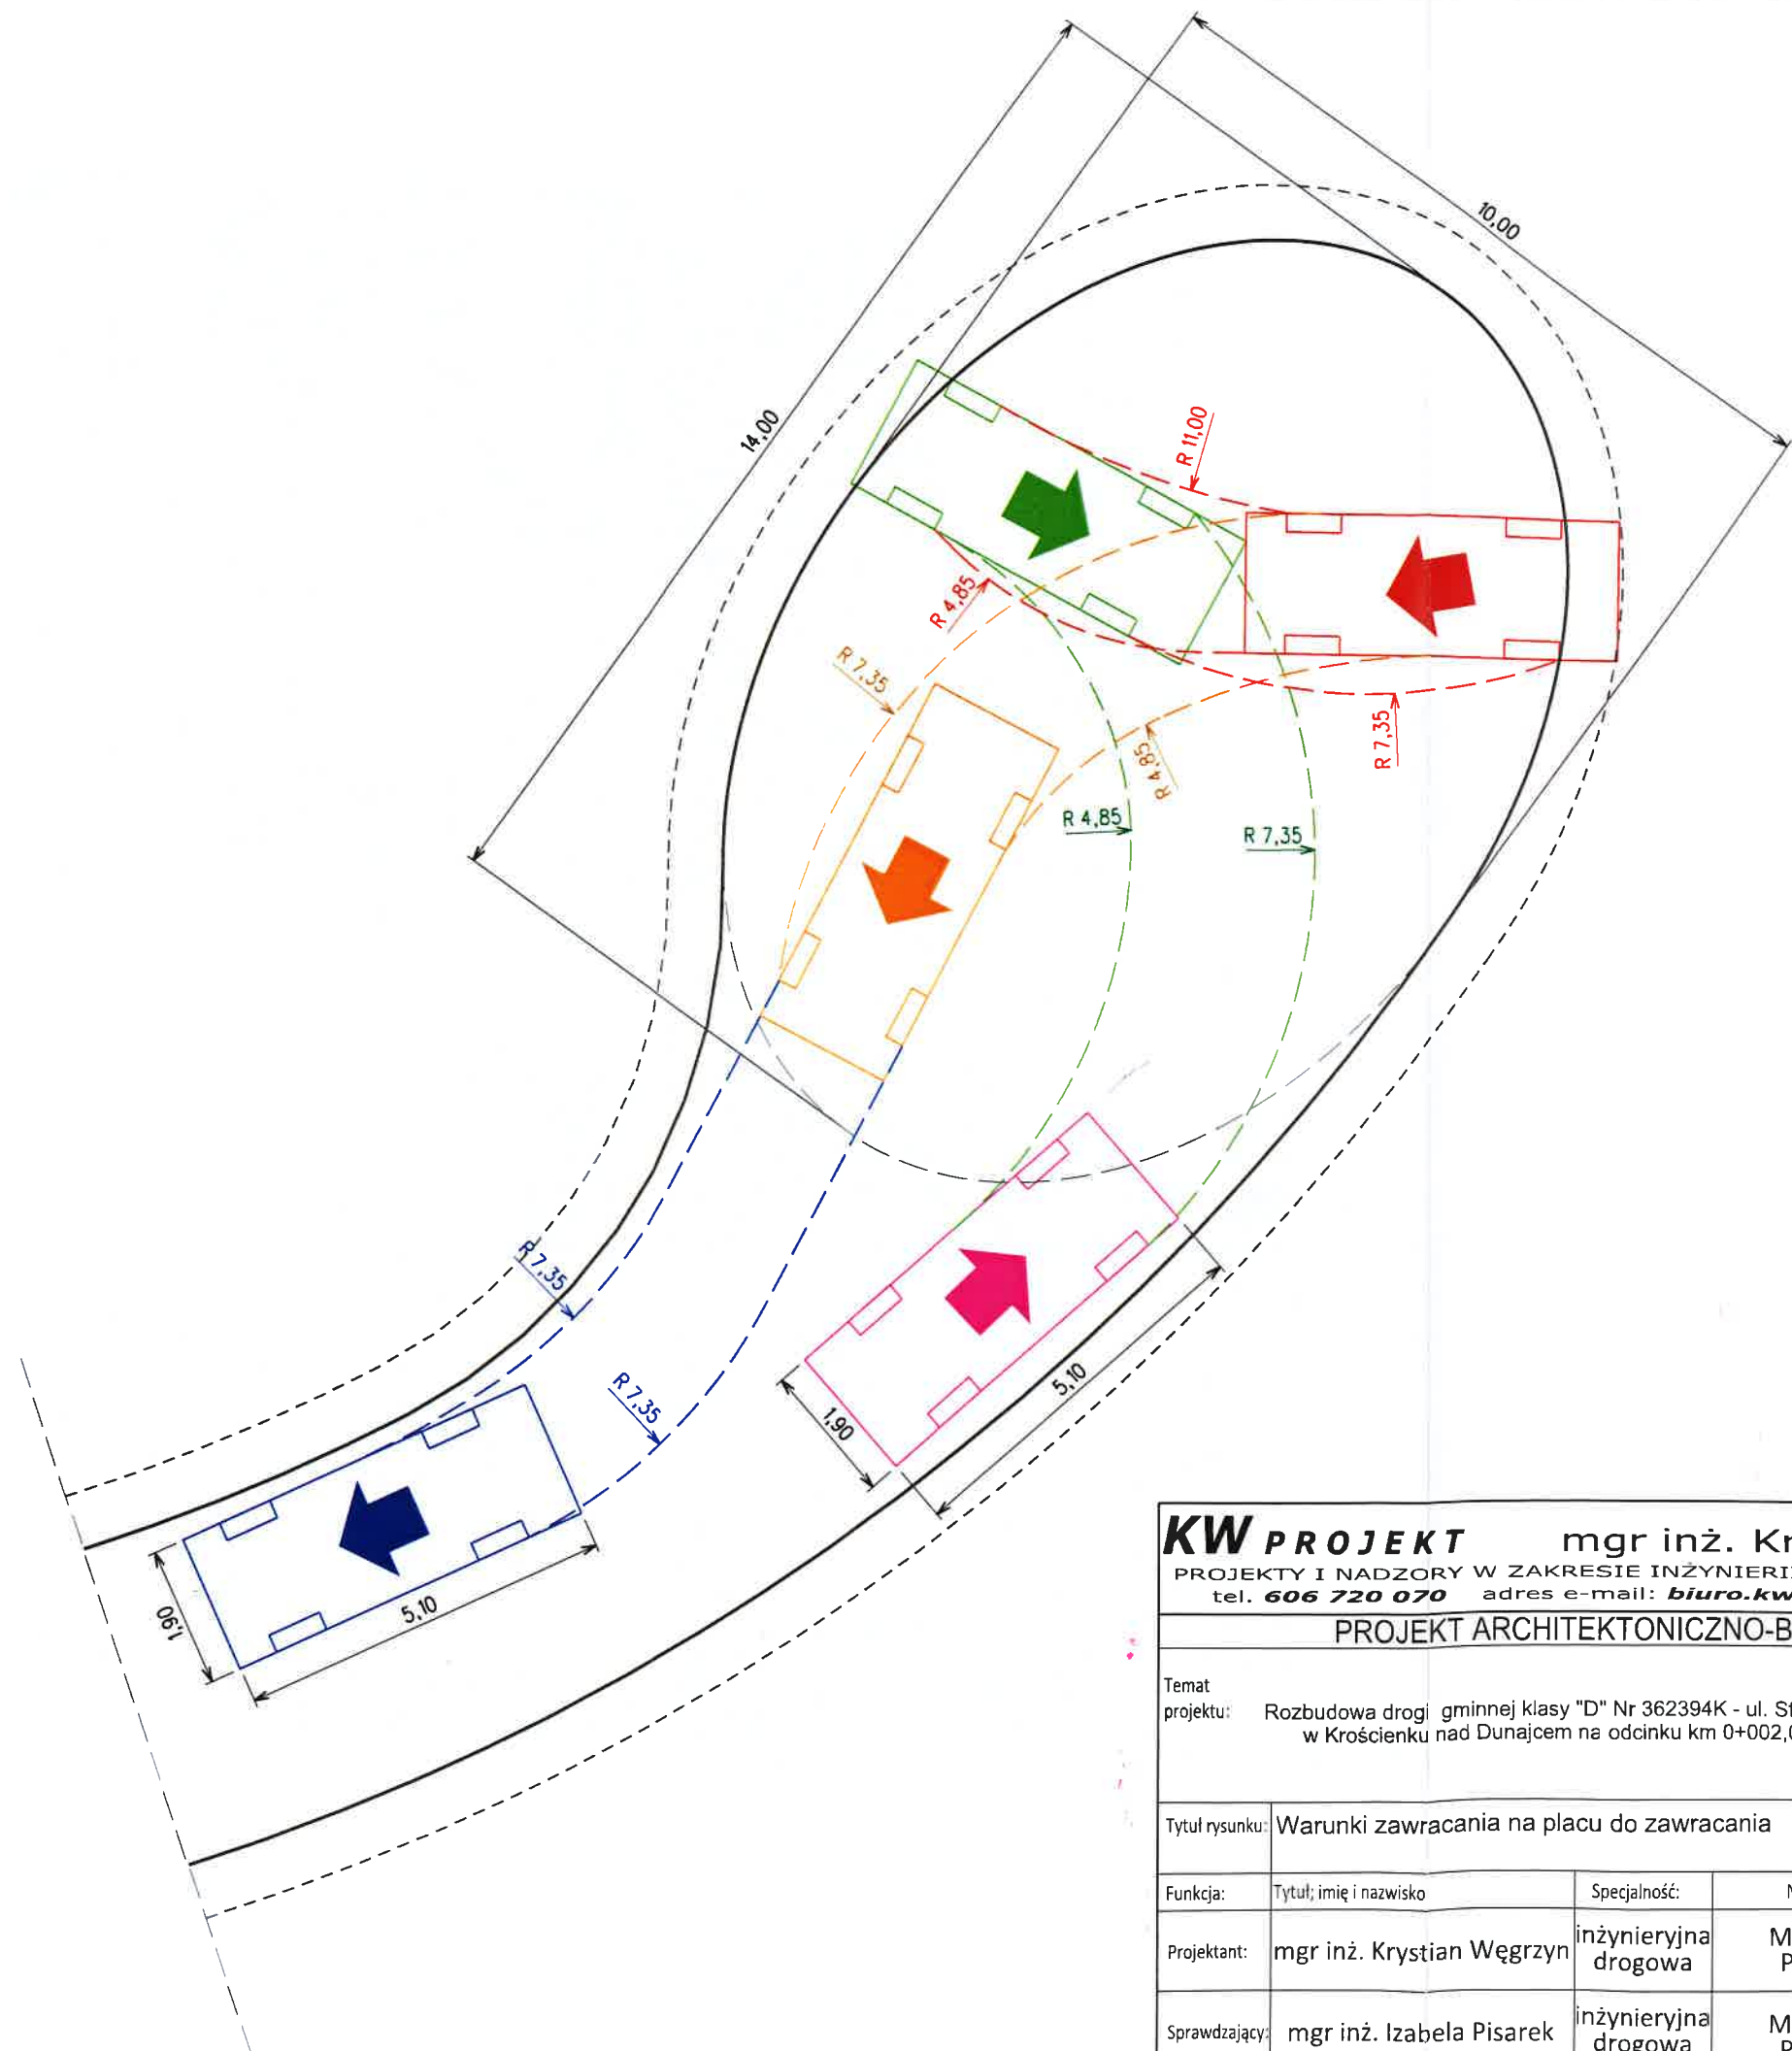 10,00
14,00
R 11,00
R 4,85
R 7,35
R 4,85
R 7,35
R 4,85
R 7,35
R 7,35
R 7,35
5,10
1,90
5,10
1,90
KW PROJEKT mgr inż. Kr
PROJEKTY I NADZORY W ZAKRESIE INŻYNIERI
tel. 606 720 070 adres e-mail: biuro.kw
PROJEKT ARCHITEKTONICZNO-B
Temat
projektu: Rozbudowa drogi gminnej klasy "D" Nr 362394K - ul. St
w Krościenku nad Dunajcem na odcinku km 0+002,0
Tytuł rysunku: Warunki zawracania na placu do zawracania
Funkcja: Tytuł; imię i nazwisko Specjalność:
Projektant: mgr inż. Krystian Węgrzyn inżynieryjna drogowa
Sprawdzający: mgr inż. Izabela Pisarek inżynieryjna drogowa